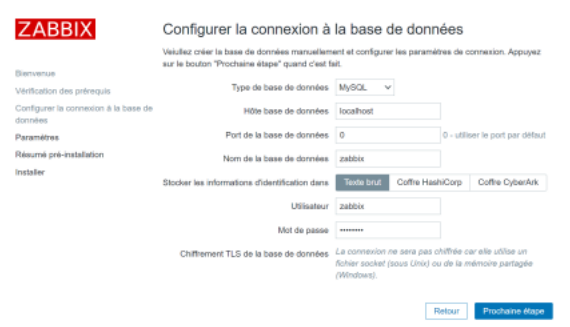 ZABBIX
Configurer la connexion à la base de données
Veuillez créer la base de données manuellement et configurer les paramètres de connexion. Appuyez
sur le bouton "Prochaine étape" quand c'est fait.
Bienvenue
Vérification des prérequis
Configurer la connexion à la base de
données
Paramètres
Résumé pré-installation
Installer
Type de base de données MySQL
Hôte base de données localhost
Port de la base de données 0 0 - utiliser le port par défaut
Nom de la base de données zabbix
Stocker les informations d'identification dans Texte brut Coffre HashiCorp Coffre CyberArk
Utilisateur zabbix
Mot de passe ••••••••
Chiffrement TLS de la base de données La connexion ne sera pas chiffrée car elle utilise un
fichier socket (sous Unix) ou de la mémoire partagée
(Windows).
Retour Prochaine étape